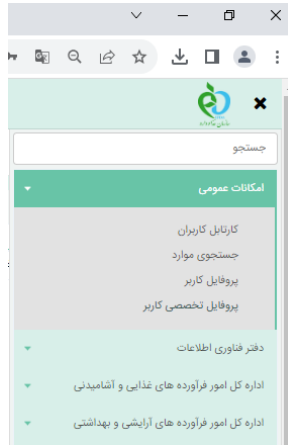 جستجو
امکانات عمومی
کارتابل کاربران
جستجوی موارد
پروفایل کاربر
پروفایل تخصصی کاربر
دفتر فناوری اطلاعات
اداره کل امور فرآورده های غذایی و آشامیدنی
اداره کل امور فرآورده های آرایشی و بهداشتی